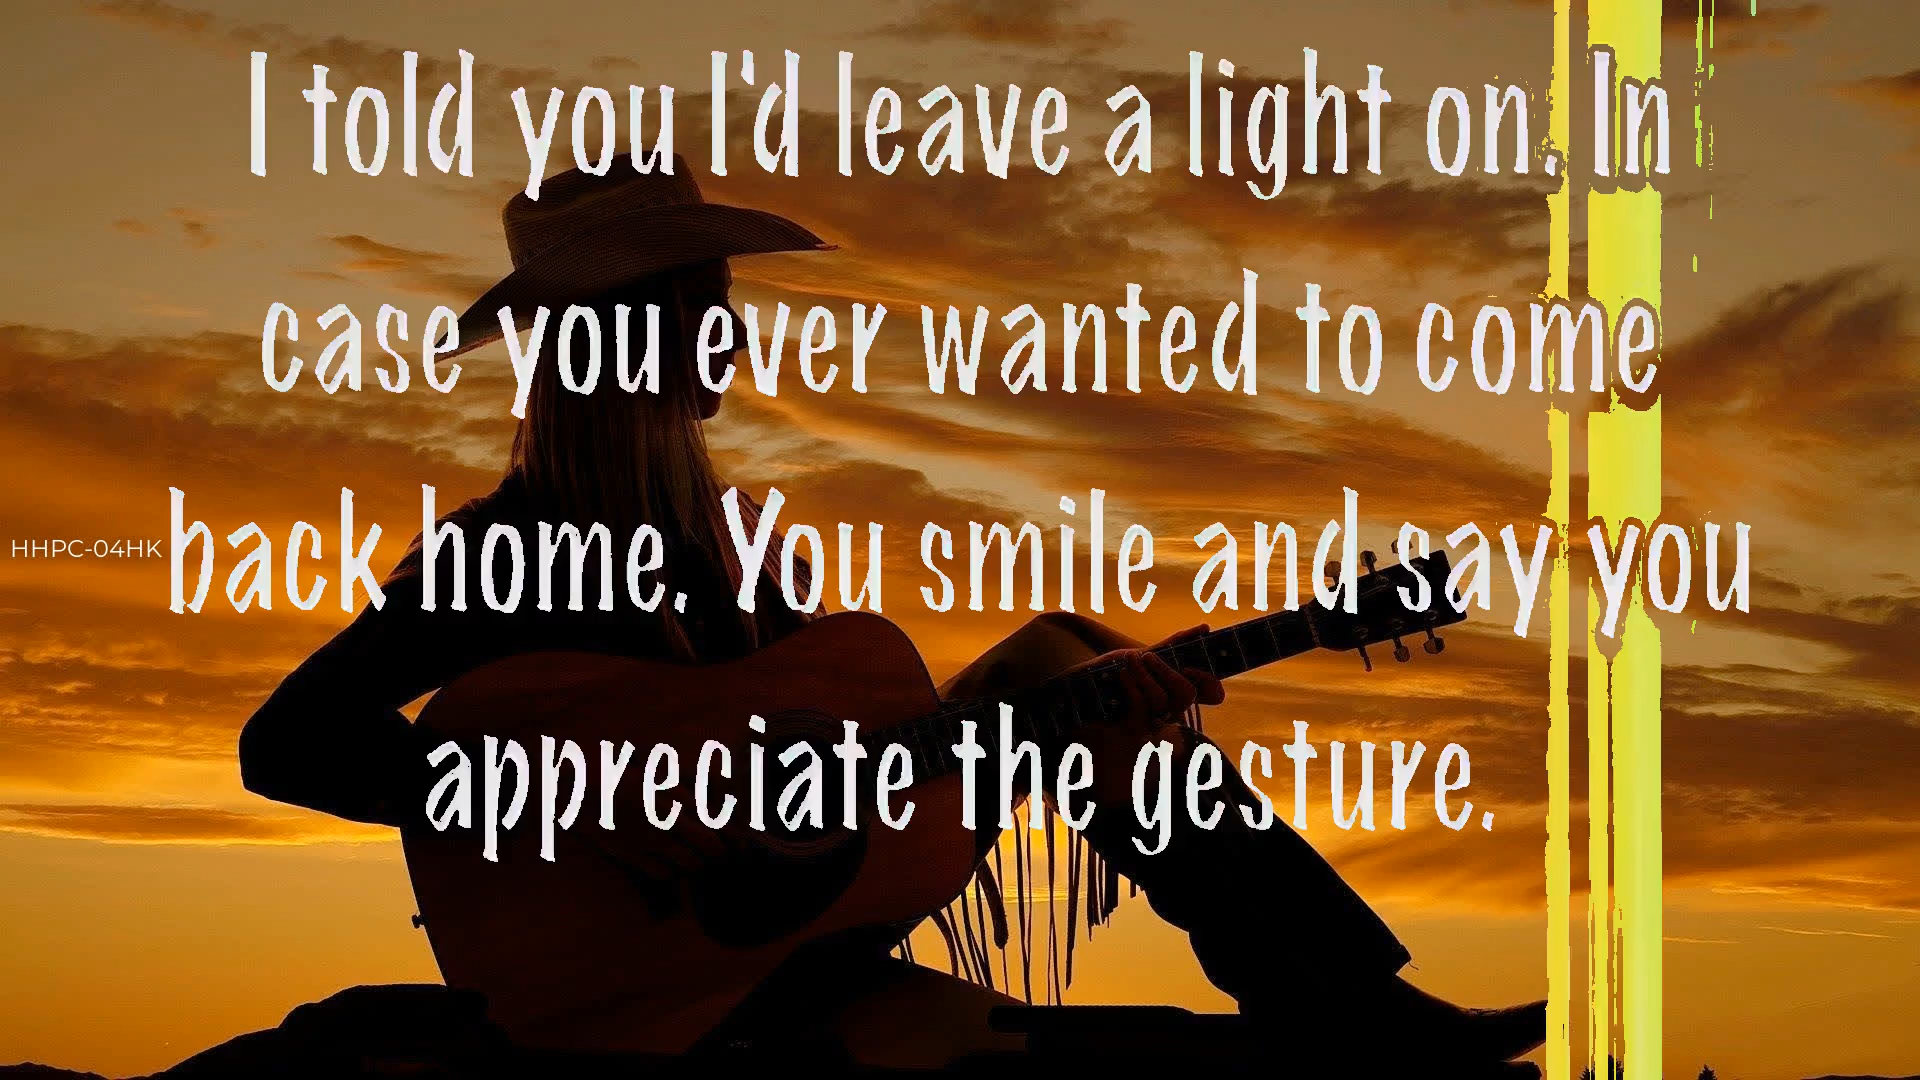 I told you I'd leave a light on. In
case you ever wanted to come
back home. You smile and say you
appreciate the gesture.
HHPC-04HK